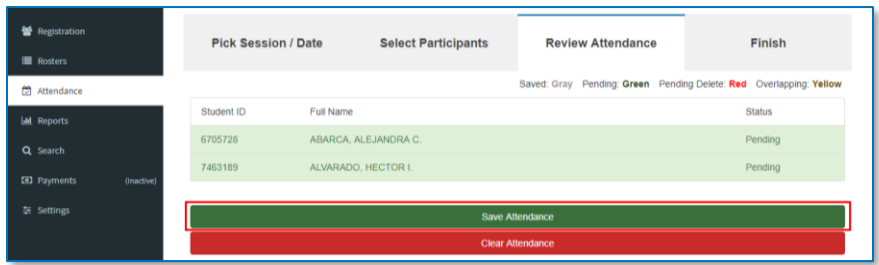 Registration
Rosters
Attendance
Reports
Search
Payments (Inactive)
Settings
Pick Session / Date Select Participants Review Attendance Finish
Saved: Gray Pending: Green Pending Delete: Red Overlapping: Yellow
Student ID Full Name Status
6705728 ABARCA, ALEJANDRA C. Pending
7463189 ALVARADO, HECTOR I. Pending
Save Attendance
Clear Attendance